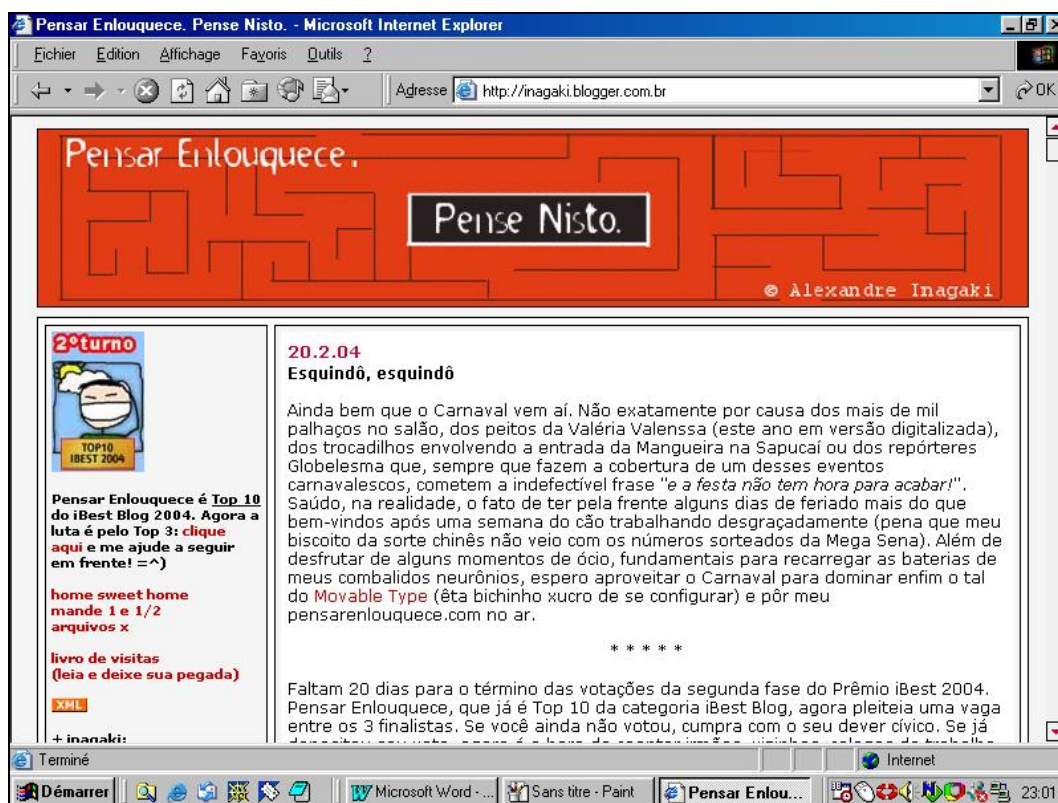 Pensar Enlouquece. Pense Nisto. - Microsoft Internet Explorer
Fichier Edition Affichage Favoris Outils ?
Adresse http://inagaki.blogger.com.br OK
Pensar Enlouquece.
Pense Nisto.
© Alexandre Inagaki
2ºturno
TOP10
IBEST 2004
Pensar Enlouquece é Top 10
do iBest Blog 2004. Agora a
luta é pelo Top 3: clique
aqui e me ajude a seguir
em frente! =^)
home sweet home
mande 1 e 1/2
arquivos x
livro de visitas
(leia e deixe sua pegada)
XML
+ inagaki:
20.2.04
Esquindô, esquindô
Ainda bem que o Carnaval vem aí. Não exatamente por causa dos mais de mil
palhaços no salão, dos peitos da Valéria Valenssa (este ano em versão digitalizada),
dos trocadilhos envolvendo a entrada da Mangueira na Sapucaí ou dos repórteres
Globelesma que, sempre que fazem a cobertura de um desses eventos
carnavalescos, cometem a indefectível frase "e a festa não tem hora para acabar!".
Saúdo, na realidade, o fato de ter pela frente alguns dias de feriado mais do que
bem-vindos após uma semana do cão trabalhando desgraçadamente (pena que meu
biscoito da sorte chinês não veio com os números sorteados da Mega Sena). Além de
desfrutar de alguns momentos de ócio, fundamentais para recarregar as baterias de
meus combalidos neurônios, espero aproveitar o Carnaval para dominar enfim o tal
do Movable Type (êta bichinho xucro de se configurar) e pôr meu
pensarenlouquece.com no ar.
* * * * *
Faltam 20 dias para o término das votações da segunda fase do Prêmio iBest 2004.
Pensar Enlouquece, que já é Top 10 da categoria iBest Blog, agora pleiteia uma vaga
entre os 3 finalistas. Se você ainda não votou, cumpra com o seu dever cívico. Se já
Terminé Internet
Démarrer Microsoft Word - ... Sans titre - Paint Pensar Enlou... 23:01